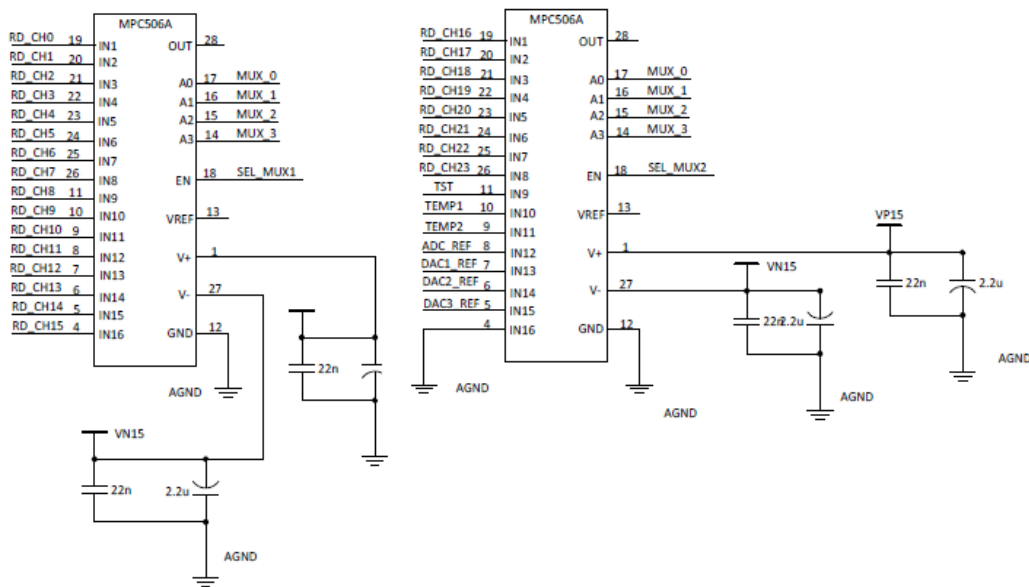 MPC506A
RD_CH0 19 IN1 OUT 28
RD_CH1 20 IN2
RD_CH2 21 IN3 A0 17 MUX_0
RD_CH3 22 IN4 A1 16 MUX_1
RD_CH4 23 IN5 A2 15 MUX_2
RD_CH5 24 IN6 A3 14 MUX_3
RD_CH6 25 IN7
RD_CH7 26 IN8 EN 18 SEL_MUX1
RD_CH8 11 IN9
RD_CH9 10 IN10 VREF 13
RD_CH10 9 IN11
RD_CH11 8 IN12 V+ 1
RD_CH12 7 IN13
RD_CH13 6 IN14 V- 27
RD_CH14 5 IN15
RD_CH15 4 IN16 GND 12
AGND
22n
VN15
22n 2.2u
AGND
MPC506A
RD_CH16 19 IN1 OUT 28
RD_CH17 20 IN2
RD_CH18 21 IN3 A0 17 MUX_0
RD_CH19 22 IN4 A1 16 MUX_1
RD_CH20 23 IN5 A2 15 MUX_2
RD_CH21 24 IN6 A3 14 MUX_3
RD_CH22 25 IN7
RD_CH23 26 IN8 EN 18 SEL_MUX2
TST 11 IN9
TEMP1 10 IN10 VREF 13
TEMP2 9 IN11
ADC_REF 8 IN12 V+ 1
DAC1_REF 7 IN13
DAC2_REF 6 IN14 V- 27
DAC3_REF 5 IN15
4 IN16 GND 12
AGND
AGND
VN15
22n 2.2u
AGND
VP15
22n 2.2u
AGND